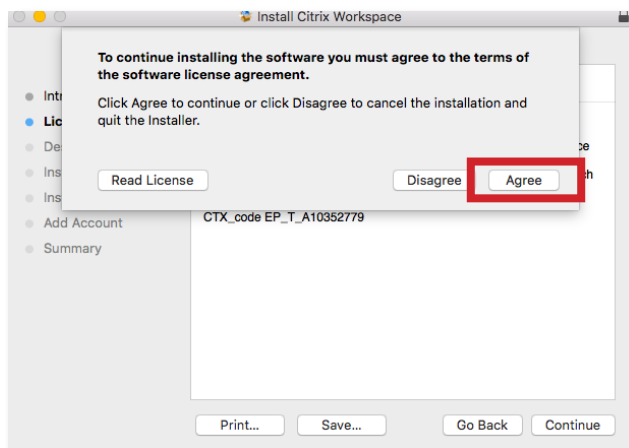 Install Citrix Workspace
To continue installing the software you must agree to the terms of
the software license agreement.
Click Agree to continue or click Disagree to cancel the installation and
quit the Installer.
Read License
Disagree
Agree
Add Account
Summary
CTX_code EP_T_A10352779
Print...
Save...
Go Back
Continue